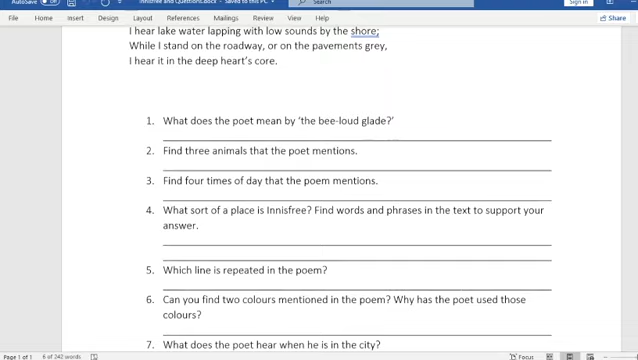 AutoSave Innisfree and Questions.docx - Saved to this PC Search Sign in
File Home Insert Draw Design Layout References Mailings Review View Help Share
I hear lake water lapping with low sounds by the shore;
While I stand on the roadway, or on the pavements grey,
I hear it in the deep heart's core.
1. What does the poet mean by 'the bee-loud glade?'
2. Find three animals that the poet mentions.
3. Find four times of day that the poem mentions.
4. What sort of a place is Innisfree? Find words and phrases in the text to support your
answer.
5. Which line is repeated in the poem?
6. Can you find two colours mentioned in the poem? Why has the poet used those
colours?
7. What does the poet hear when he is in the city?
Page 1 of 1 6 of 242 words Focus